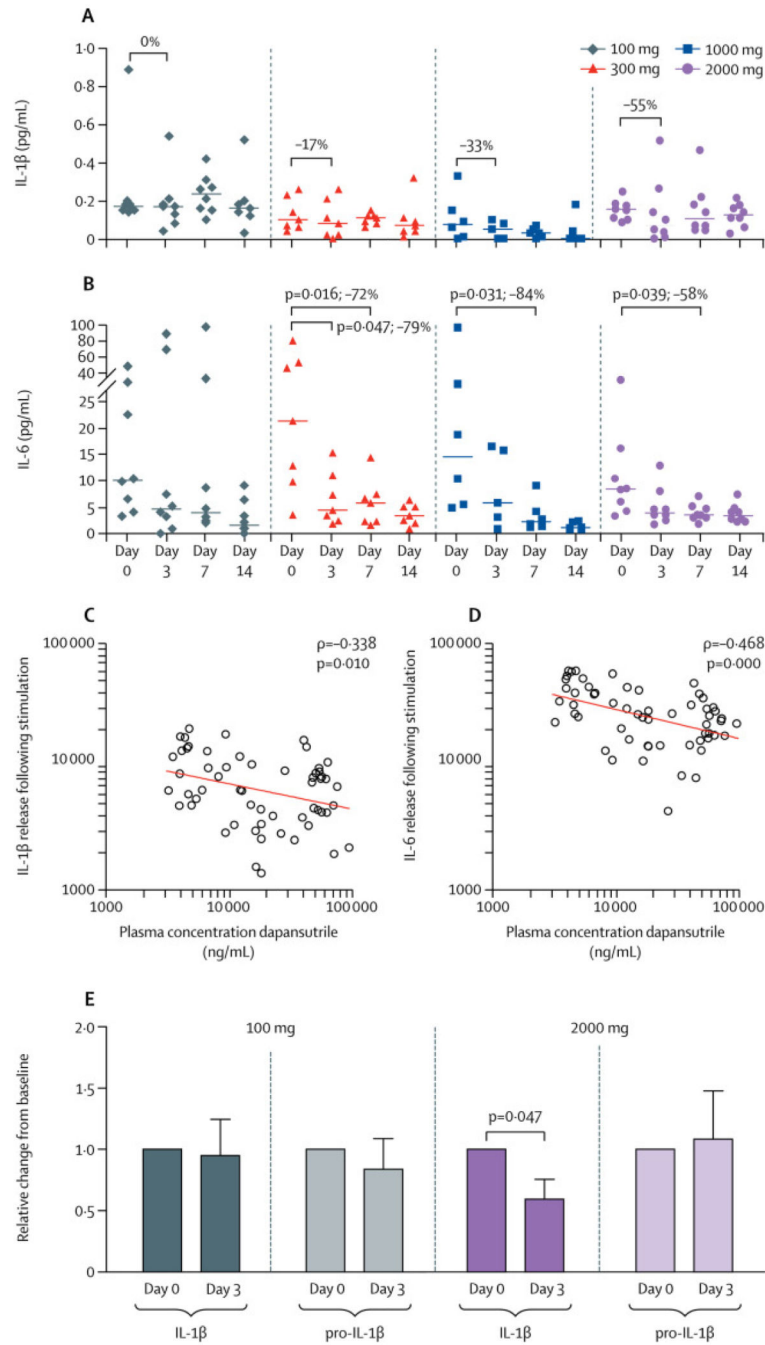 A
IL-1β (pg/mL)
1·0
0·8
0·6
0·4
0·2
0
0%
–17%
–33%
–55%
100 mg
300 mg
1000 mg
2000 mg
B
IL-6 (pg/mL)
100
80
60
40
25
20
15
10
5
0
p=0·016; –72%
p=0·047; –79%
p=0·031; –84%
p=0·039; –58%
Day Day Day Day Day Day Day Day Day Day Day Day Day Day Day Day
0 3 7 14 0 3 7 14 0 3 7 14 0 3 7 14
C
IL-1β release following stimulation
100 000
10 000
1000
ρ=–0·338
p=0·010
1000 10 000 100 000
Plasma concentration dapansutrile
(ng/mL)
D
IL-6 release following stimulation
100 000
10 000
1000
ρ=–0·468
p=0·000
1000 10 000 100 000
Plasma concentration dapansutrile
(ng/mL)
E
Relative change from baseline
2·0
1·5
1·0
0·5
0
100 mg
2000 mg
p=0·047
Day 0 Day 3 Day 0 Day 3 Day 0 Day 3 Day 0 Day 3
IL-1β pro-IL-1β IL-1β pro-IL-1β